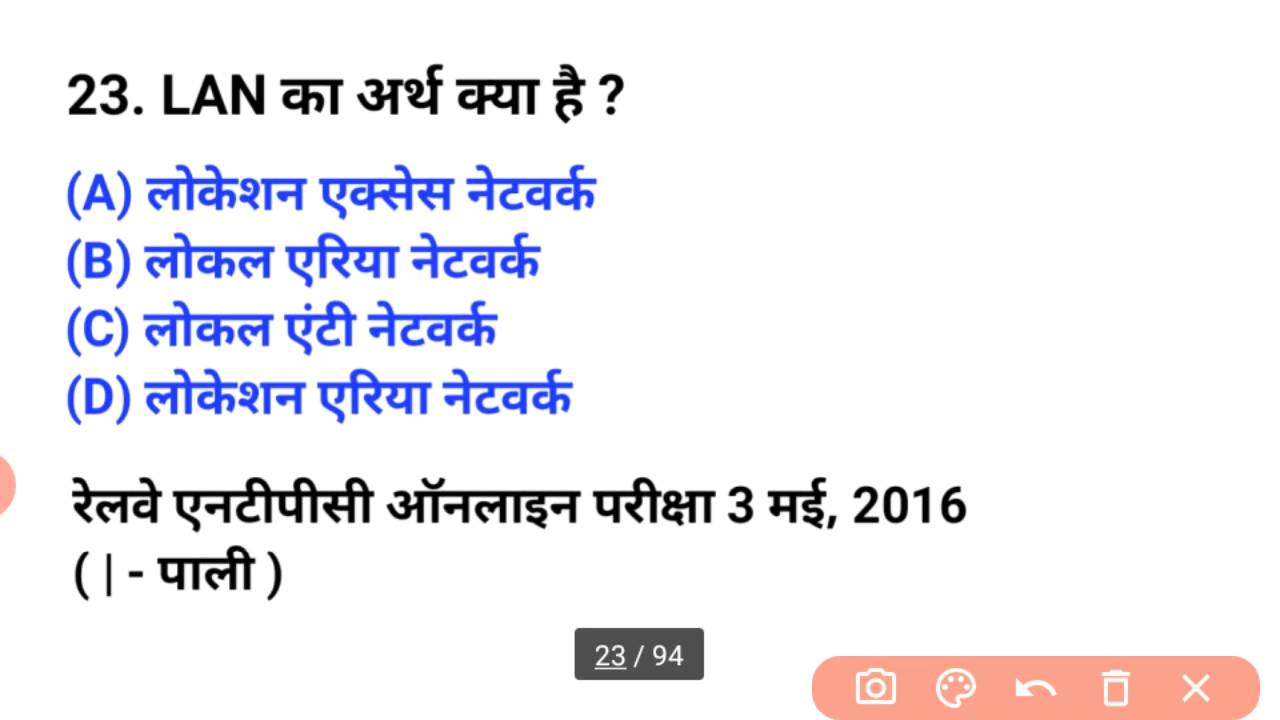 23. LAN का अर्थ क्या है ?
(A) लोकेशन एक्सेस नेटवर्क
(B) लोकल एरिया नेटवर्क
(C) लोकल एंटी नेटवर्क
(D) लोकेशन एरिया नेटवर्क
रेलवे एनटीपीसी ऑनलाइन परीक्षा 3 मई, 2016
( | - पाली )
23 / 94